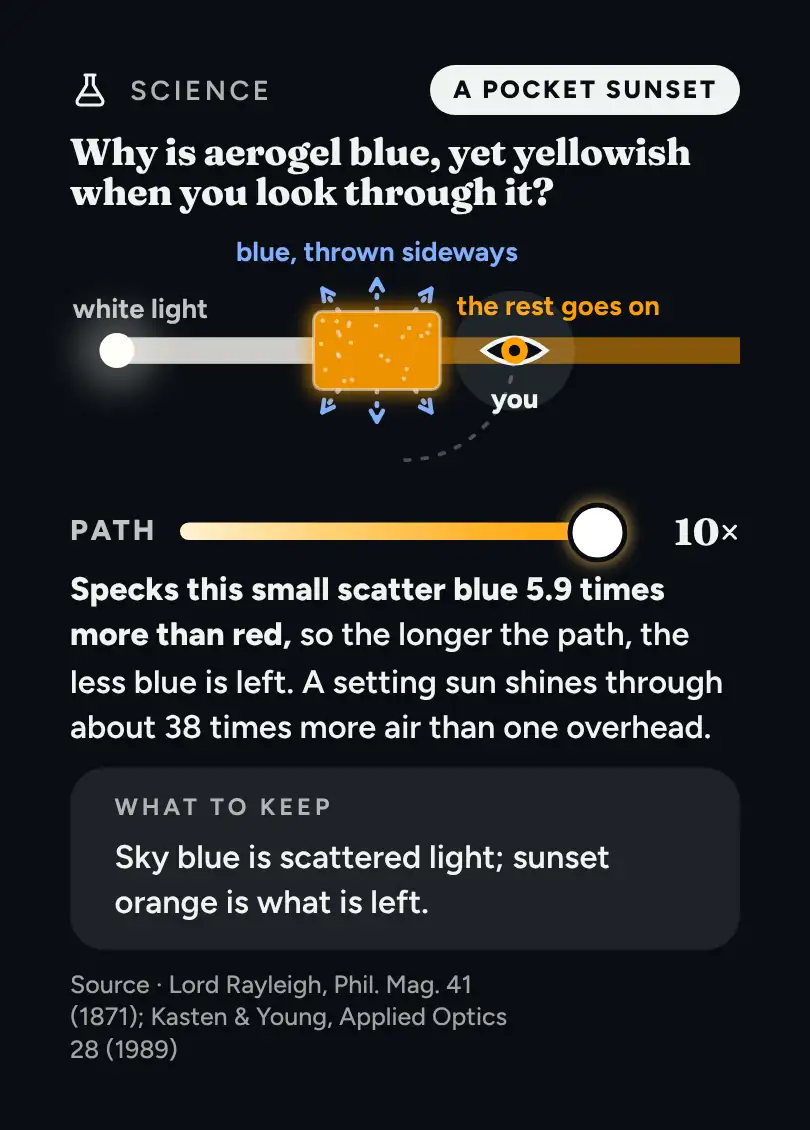 SCIENCE
A POCKET SUNSET
Why is aerogel blue, yet yellowish
when you look through it?
blue, thrown sideways
white light
the rest goes on
you
PATH
10×
Specks this small scatter blue 5.9 times
more than red, so the longer the path, the
less blue is left. A setting sun shines through
about 38 times more air than one overhead.
WHAT TO KEEP
Sky blue is scattered light; sunset
orange is what is left.
Source · Lord Rayleigh, Phil. Mag. 41
(1871); Kasten & Young, Applied Optics
28 (1989)